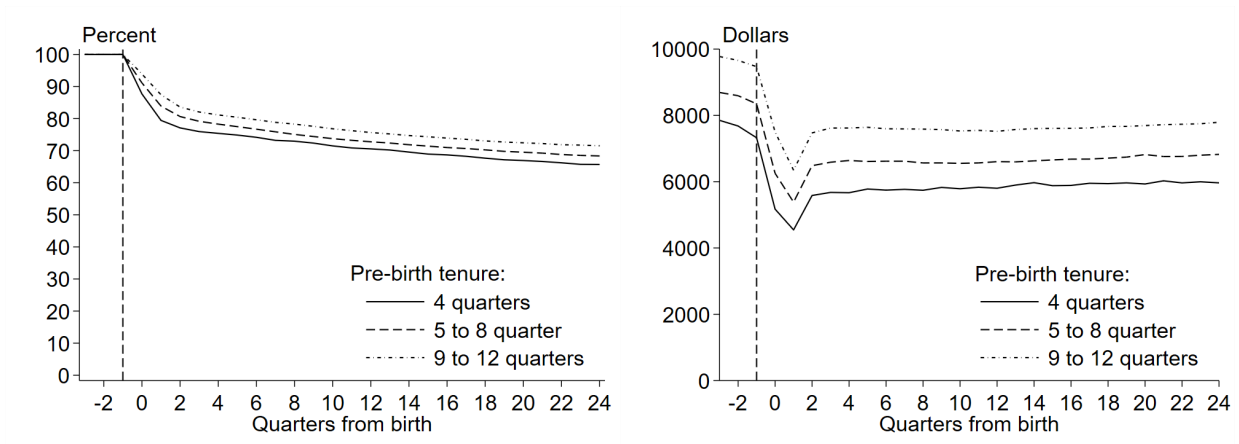 Percent
100
90
80
70
60
50
40
30
20
10
0
Pre-birth tenure:
4 quarters
5 to 8 quarter
9 to 12 quarters
-2 0 2 4 6 8 10 12 14 16 18 20 22 24
Quarters from birth
Dollars
10000
8000
6000
4000
2000
0
Pre-birth tenure:
4 quarters
5 to 8 quarter
9 to 12 quarters
-2 0 2 4 6 8 10 12 14 16 18 20 22 24
Quarters from birth